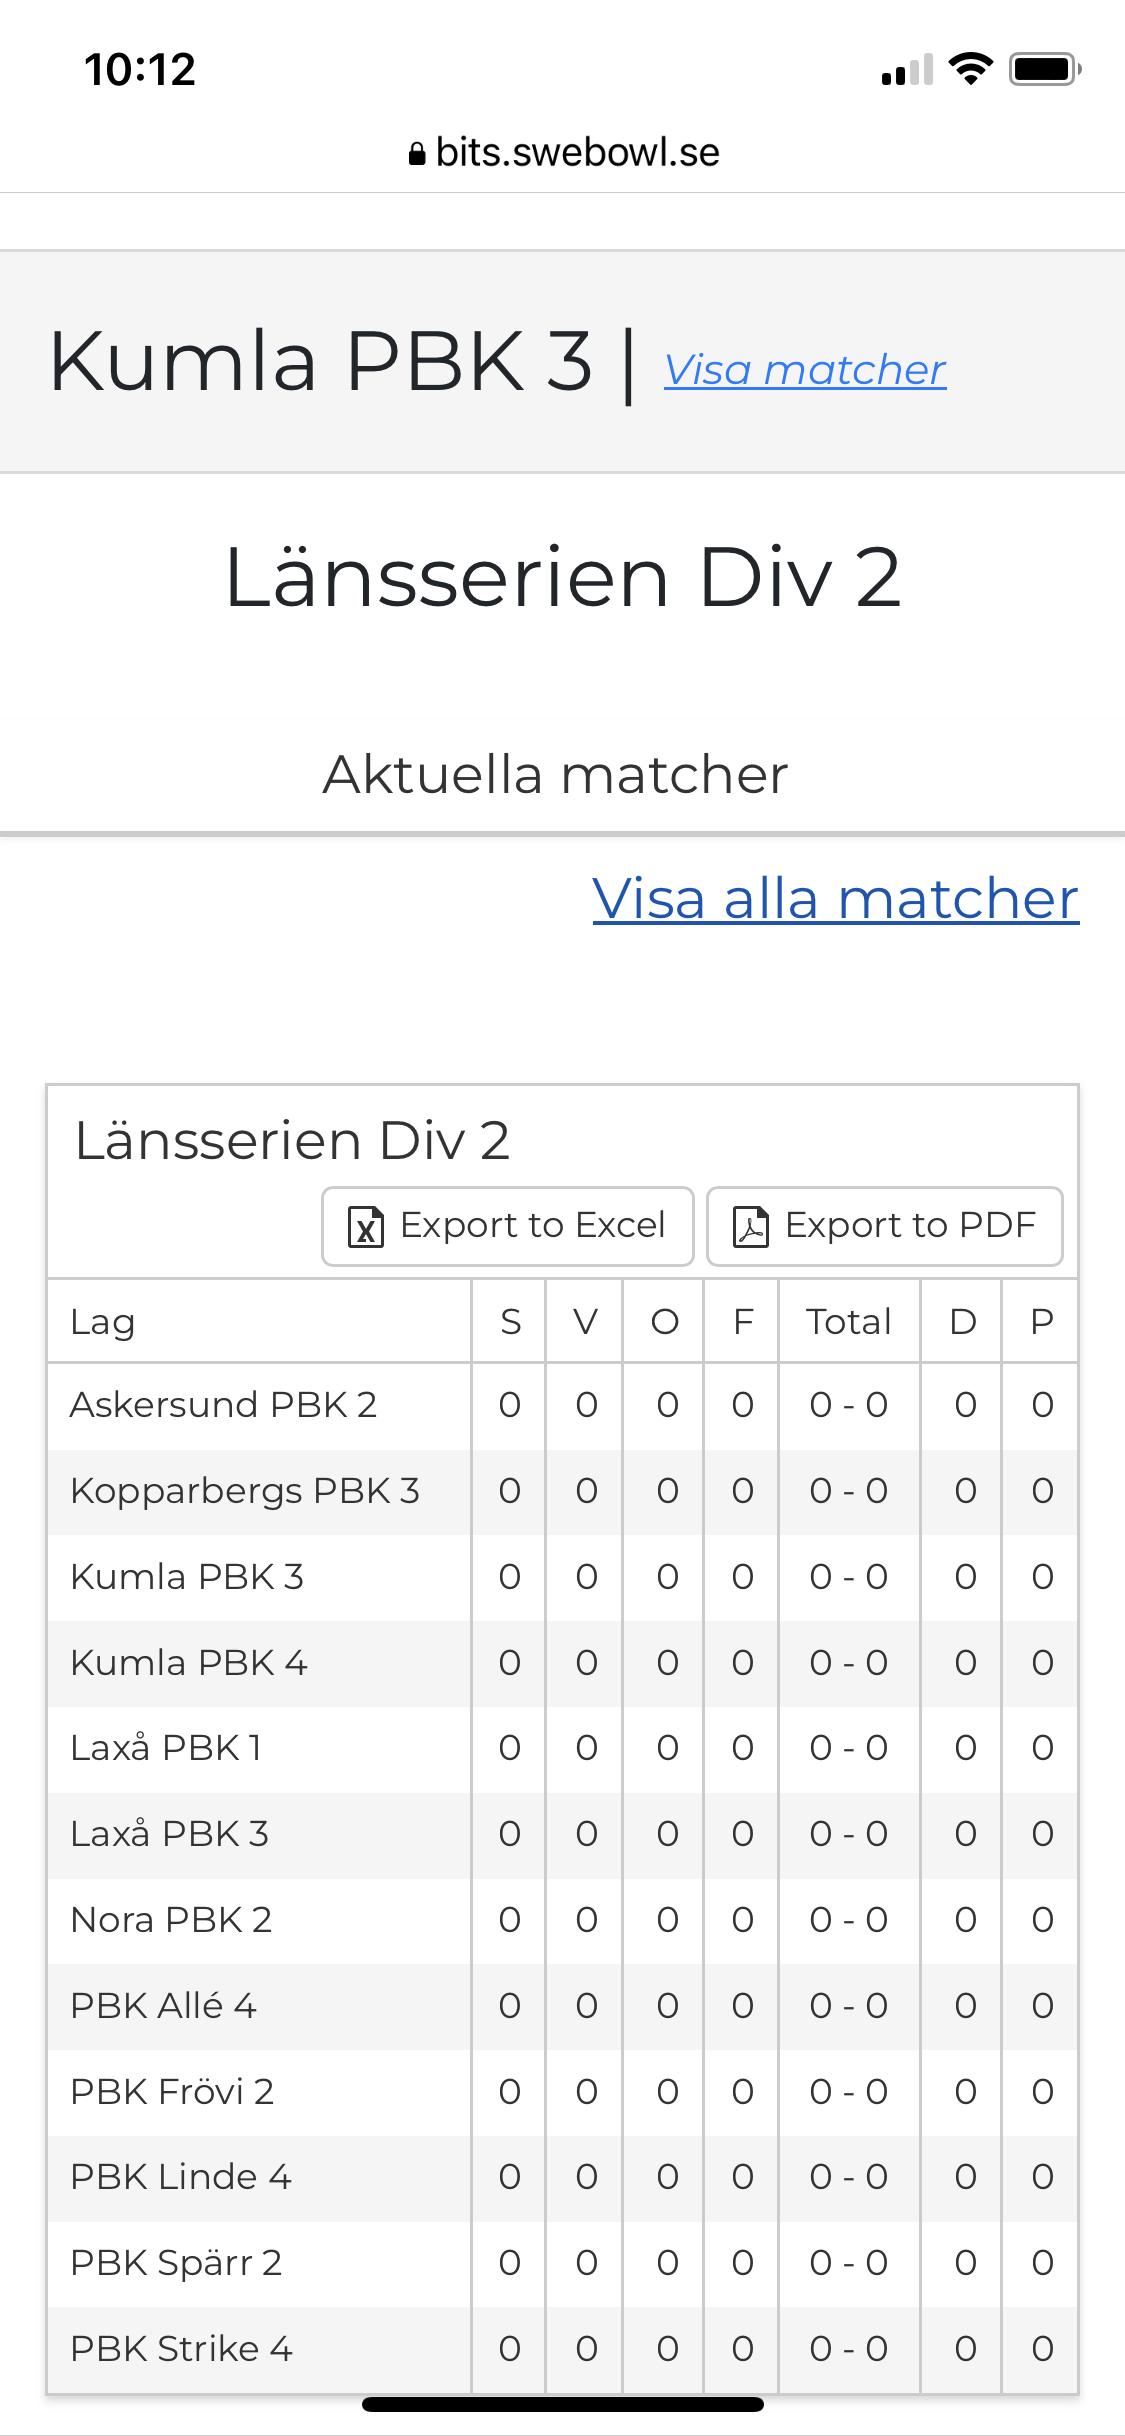 10:12
bits.swebowl.se
Kumla PBK 3 | Visa matcher
Länsserien Div 2
Aktuella matcher
Visa alla matcher
Länsserien Div 2
Export to Excel Export to PDF
Lag S V O F Total D P
Askersund PBK 2 0 0 0 0 0 - 0 0 0
Kopparbergs PBK 3 0 0 0 0 0 - 0 0 0
Kumla PBK 3 0 0 0 0 0 - 0 0 0
Kumla PBK 4 0 0 0 0 0 - 0 0 0
Laxå PBK 1 0 0 0 0 0 - 0 0 0
Laxå PBK 3 0 0 0 0 0 - 0 0 0
Nora PBK 2 0 0 0 0 0 - 0 0 0
PBK Allé 4 0 0 0 0 0 - 0 0 0
PBK Frövi 2 0 0 0 0 0 - 0 0 0
PBK Linde 4 0 0 0 0 0 - 0 0 0
PBK Spärr 2 0 0 0 0 0 - 0 0 0
PBK Strike 4 0 0 0 0 0 - 0 0 0